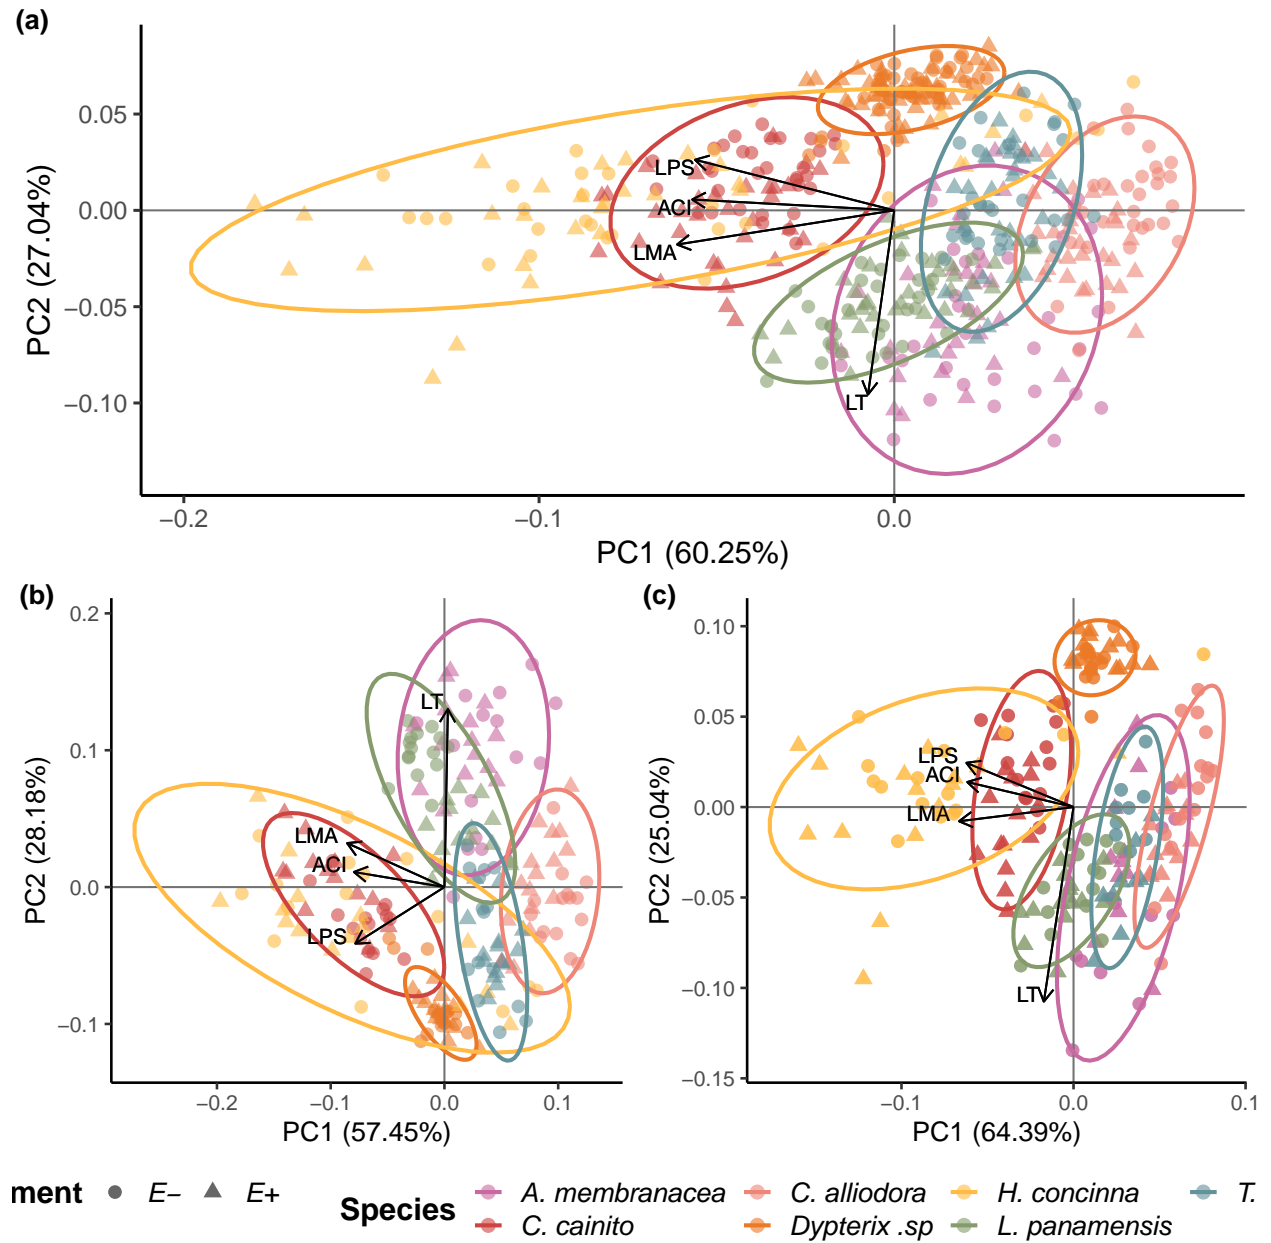 (a)
PC2 (27.04%)
0.05
0.00
−0.05
−0.10
LPS
ACI
LMA
LT
−0.2
−0.1
0.0
PC1 (60.25%)
(b)
PC2 (28.18%)
0.2
0.1
0.0
−0.1
LT
LMA
ACI
LPS
−0.2
−0.1
0.0
0.1
PC1 (57.45%)
(c)
PC2 (25.04%)
0.10
0.05
0.00
−0.05
−0.10
−0.15
LPS
ACI
LMA
LT
−0.1
0.0
0.1
PC1 (64.39%)
ment E− E+
Species
A. membranacea C. alliodora H. concinna T.
C. cainito Dypterix .sp L. panamensis